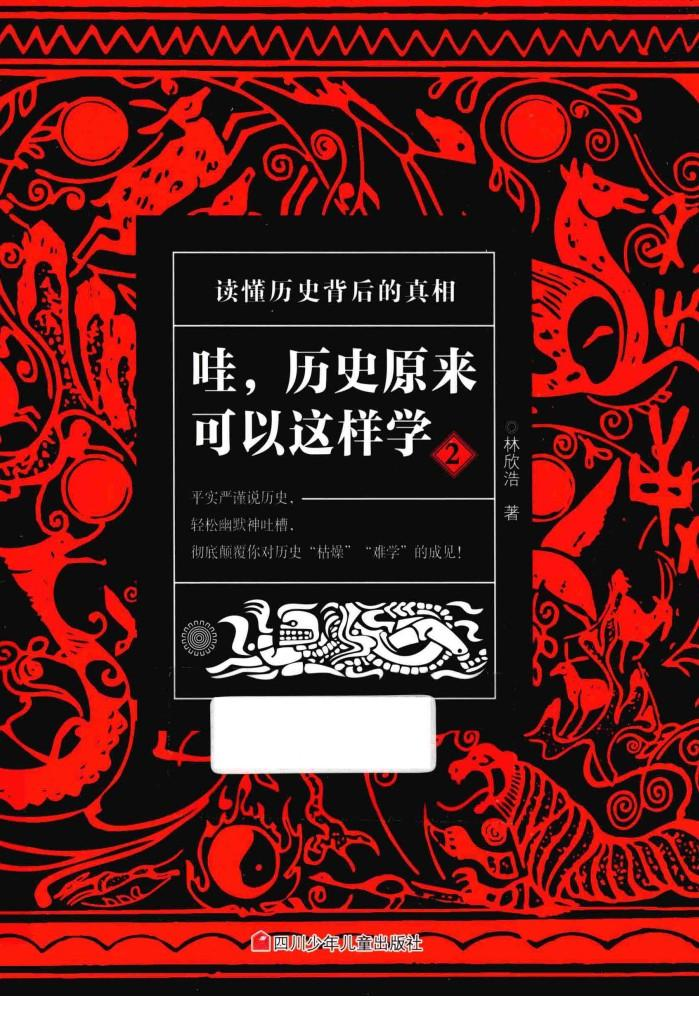 读懂历史背后的真相
哇，历史原来
可以这样学 2
◎林欣浩 著
平实严谨说历史，
轻松幽默神吐槽，
彻底颠覆你对历史“枯燥”“难学”的成见！
四川少年儿童出版社